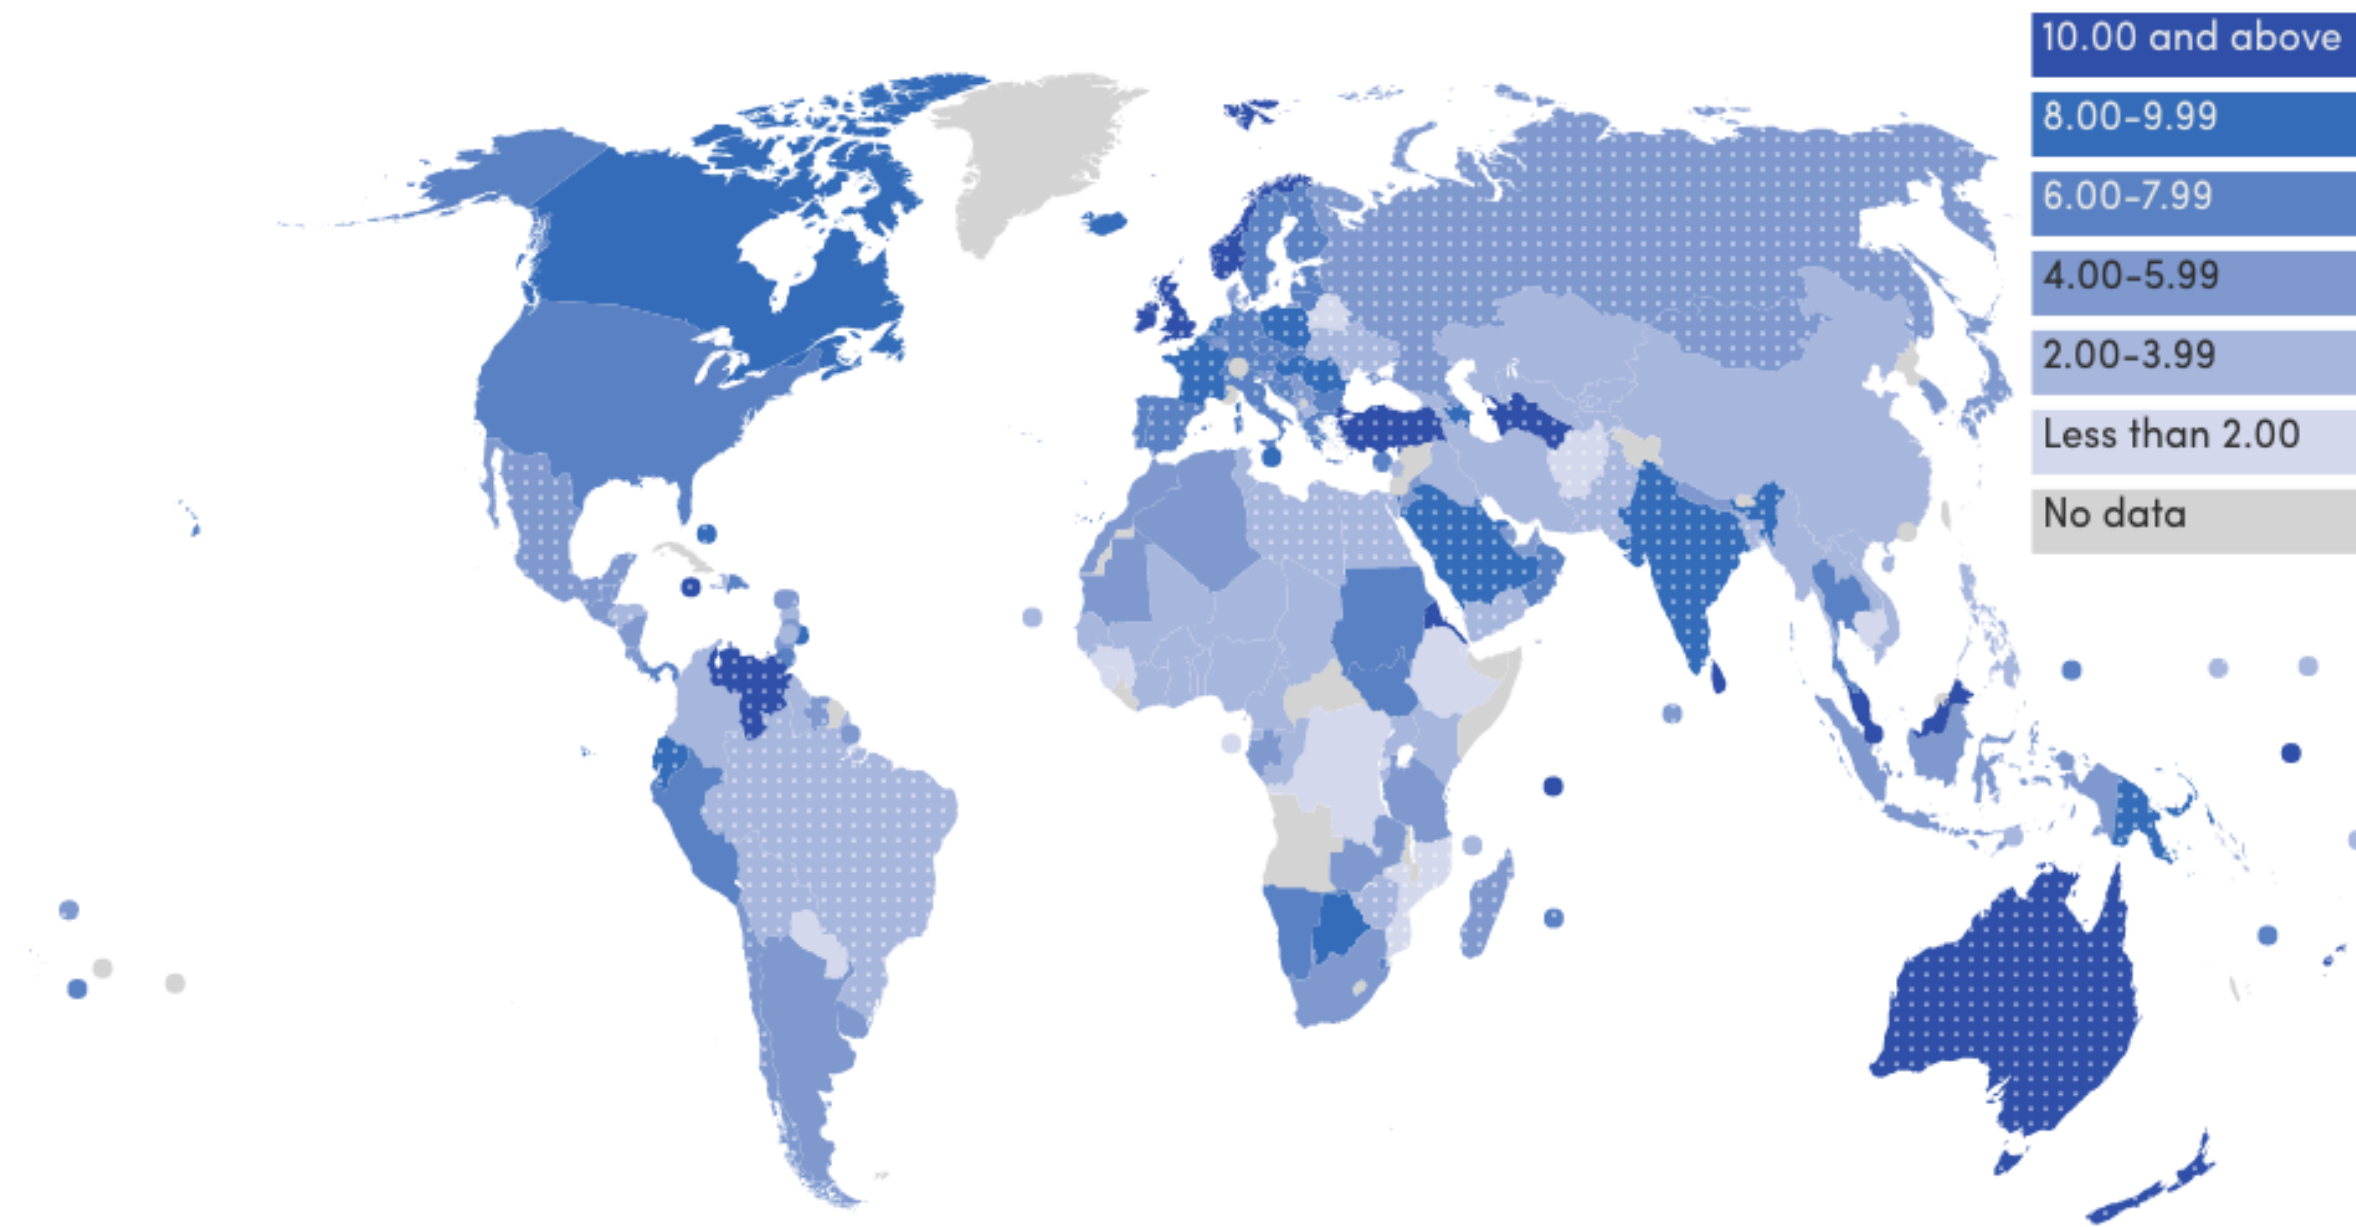 10.00 and above
8.00–9.99
6.00–7.99
4.00–5.99
2.00–3.99
Less than 2.00
No data